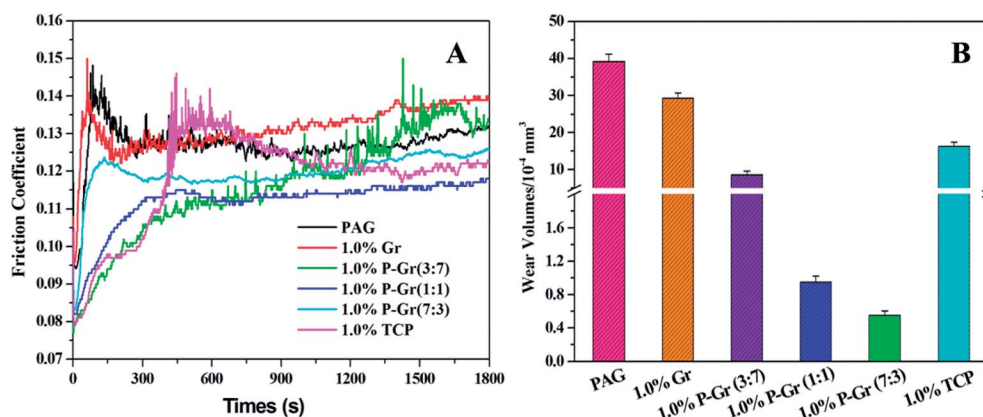 0.16
0.15
0.14
0.13
0.12
0.11
0.10
0.09
0.08
0.07
Friction Coefficient
A
PAG
1.0% Gr
1.0% P-Gr(3:7)
1.0% P-Gr(1:1)
1.0% P-Gr(7:3)
1.0% TCP
0 300 600 900 1200 1500 1800
Times (s)
50
40
30
20
10
2.0
1.6
1.2
0.8
0.4
0.0
Wear Volumes/10⁻⁴ mm³
B
PAG
1.0% Gr
1.0% P-Gr (3:7)
1.0% P-Gr (1:1)
1.0% P-Gr (7:3)
1.0% TCP